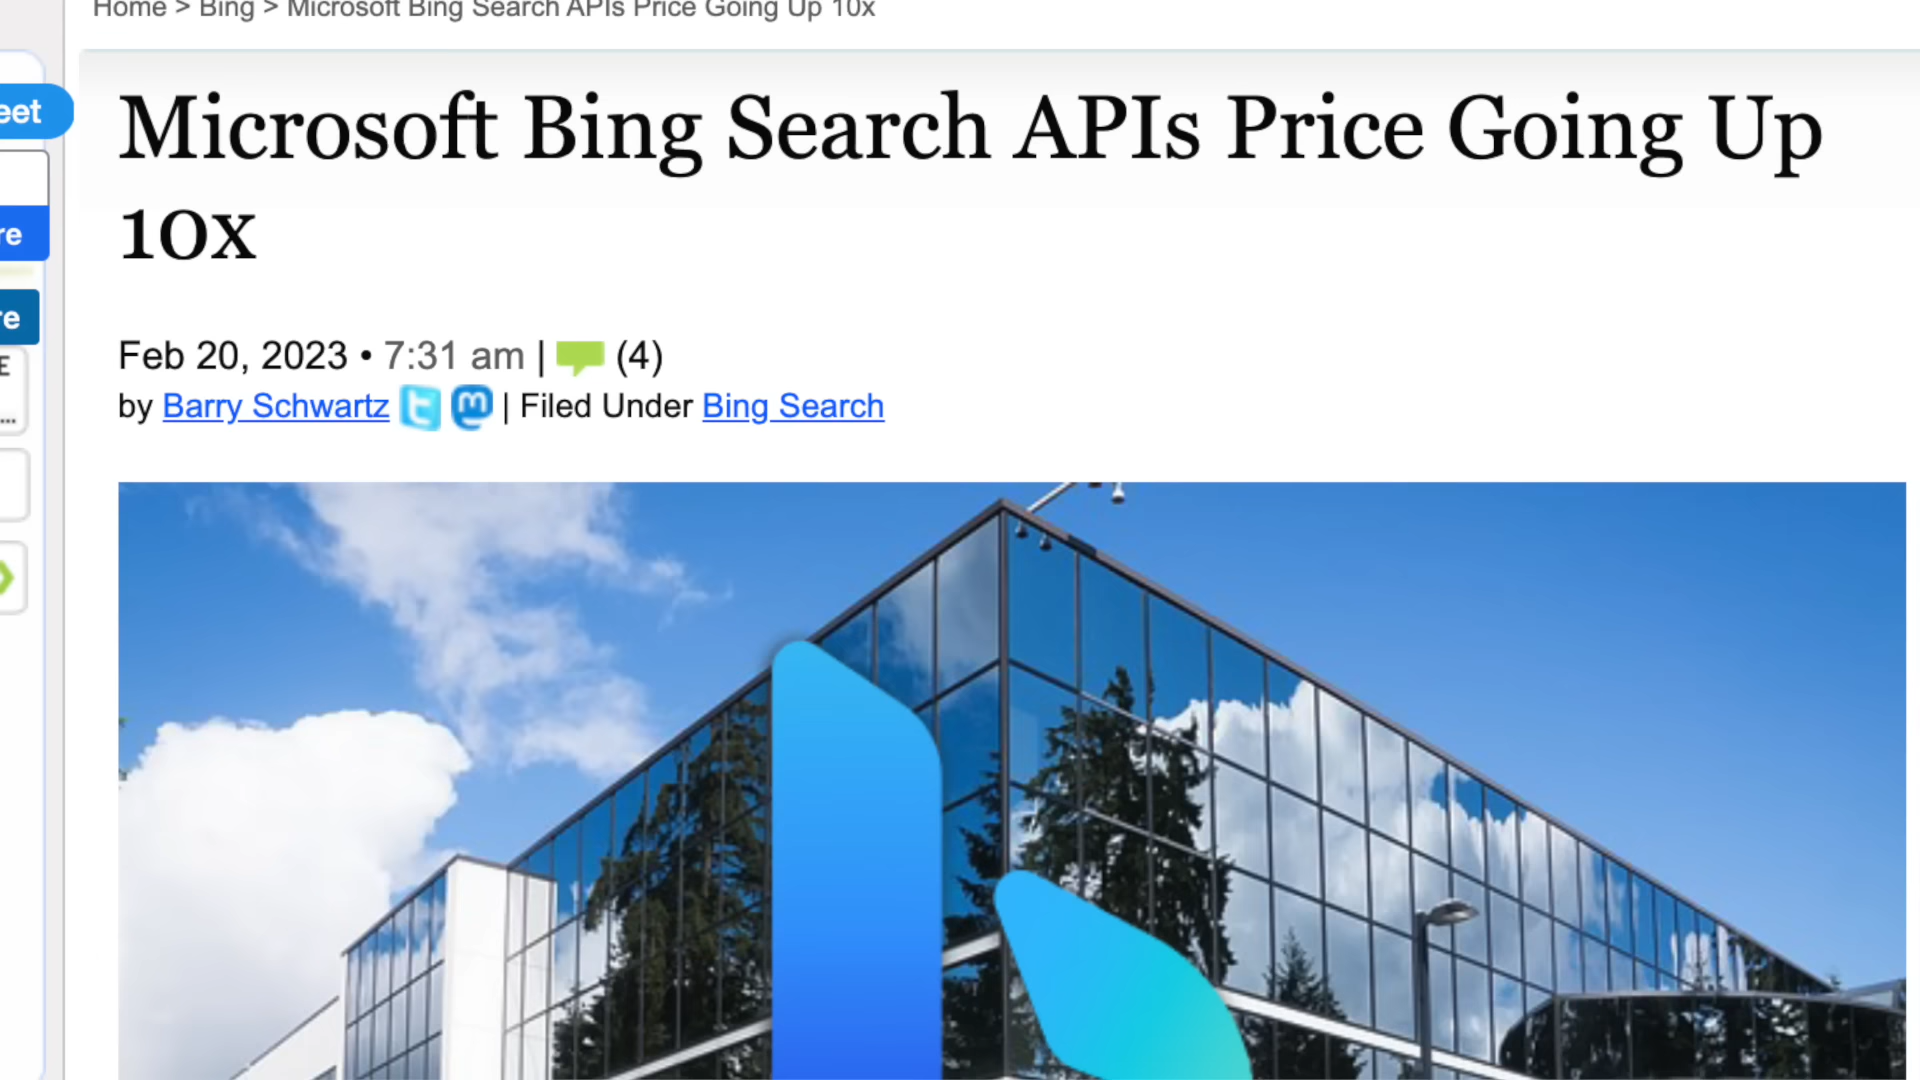 Home > Bing > Microsoft Bing Search APIs Price Going Up 10x
Microsoft Bing Search APIs Price Going Up
10x
Feb 20, 2023 • 7:31 am | (4)
by Barry Schwartz | Filed Under Bing Search